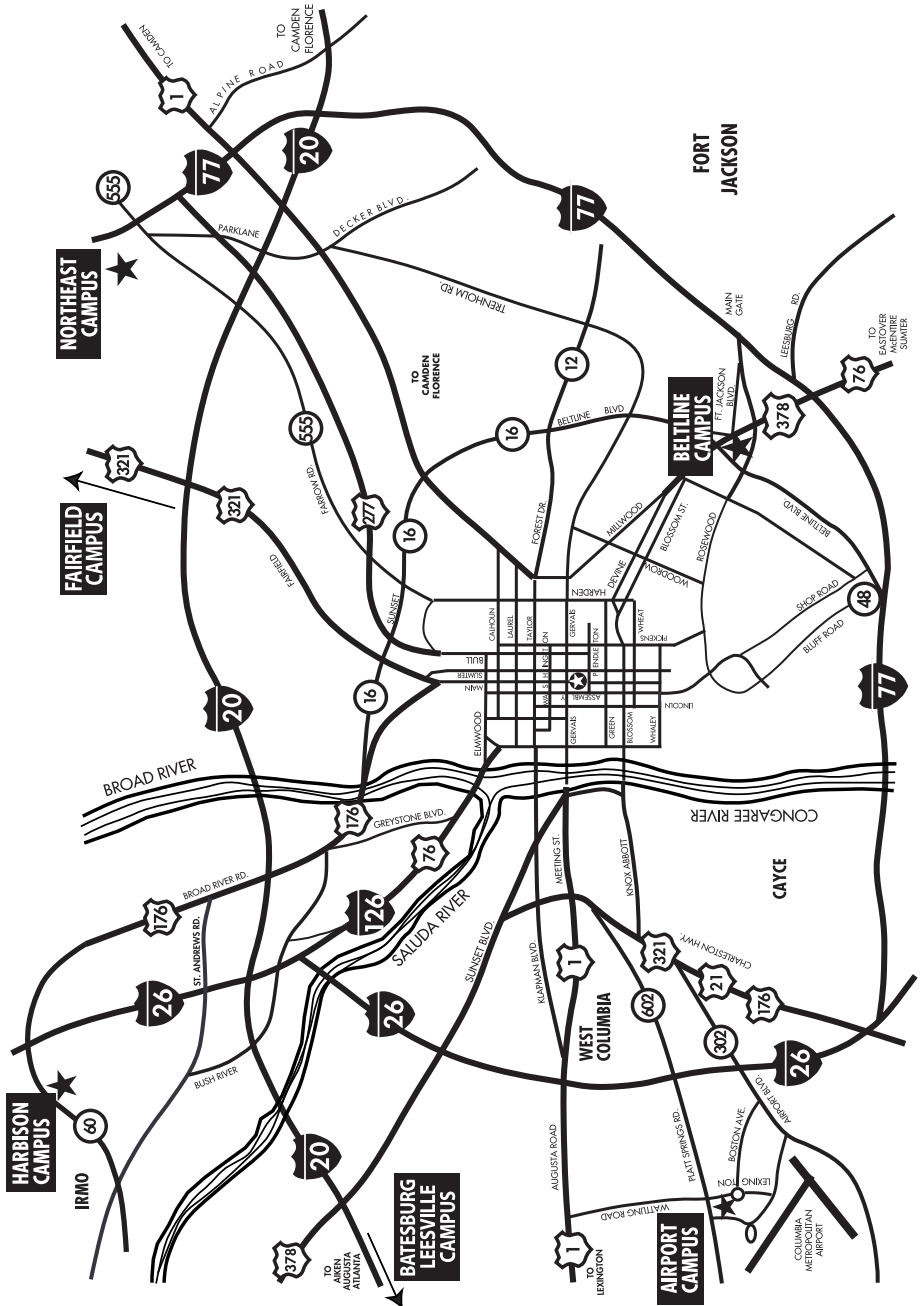 TO CAMDEN
1
ALPINE ROAD
TO
CAMDEN
FLORENCE
20
77
555
NORTHEAST
CAMPUS
PARKLANE
DECKER BLVD.
77
FORT
JACKSON
TRENHOLM RD.
TO
CAMDEN
FLORENCE
12
MAIN
GATE
LEESBURG RD.
TO
EASTOVER
McENTIRE
SUMTER
76
378
FT. JACKSON
BLVD.
BELTLINE
CAMPUS
16
BELTLINE BLVD
555
FARROW RD.
321
321
FAIRFIELD
CAMPUS
FAIRFIELD
277
16
SUNSET
16
FOREST DR.
MILLWOOD
BLOSSOM ST.
DEVINE
WOODROW
ROSEWOOD
BELTLINE BLVD
SHOP ROAD
BLUFF ROAD
48
77
HARDEN
CALHOUN
LAUREL
TAYLOR
WASHINGTON
GERVAIS
PENDLETON
WHEAT
PICKENS
BULL
SUMTER
MAIN
ASSEMBLY
LINCOLN
ELMWOOD
GERVAIS
GREEN
BLOSSOM
WHALEY
20
BROAD RIVER
CONGAREE RIVER
176
GREYSTONE BLVD.
76
BROAD RIVER RD.
176
ST. ANDREWS RD.
126
SALUDA RIVER
SUNSET BLVD.
MEETING ST.
KNOX ABBOTT
CAYCE
KLAPMAN BLVD.
1
321
CHARLESTON HWY.
21
176
602
302
26
26
26
WEST
COLUMBIA
BUSH RIVER
HARBISON
CAMPUS
60
IRMO
20
378
TO
AIKEN
AUGUSTA
ATLANTA
BATESBURG
LEESVILLE
CAMPUS
AUGUSTA ROAD
PLATT SPRINGS RD.
BOSTON AVE.
AIRPORT BLVD.
LEXINGTON
WATTLING ROAD
1
TO
LEXINGTON
AIRPORT
CAMPUS
COLUMBIA
METROPOLITAN
AIRPORT